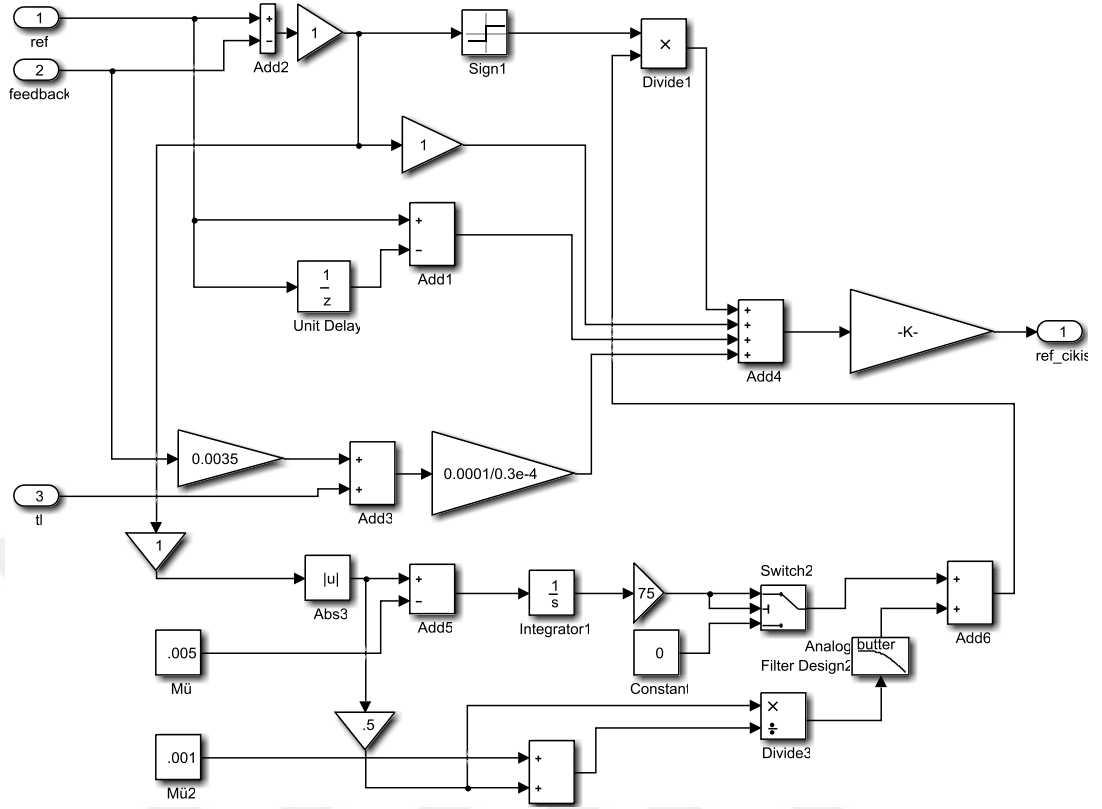 1
ref
2
feedback
+
−
Add2
1
Sign1
×
Divide1
1
+
−
Add1
1
z
Unit Delay
+
+
+
+
Add4
-K-
1
ref_cikis
0.0035
3
tl
+
+
Add3
0.0001/0.3e-4
1
|u|
Abs3
+
−
Add5
1
s
Integrator1
75
Switch2
0
Constant
+
+
Add6
Analog
Filter Design2
butter
.005
Mü
.5
×
÷
Divide3
.001
Mü2
+
+